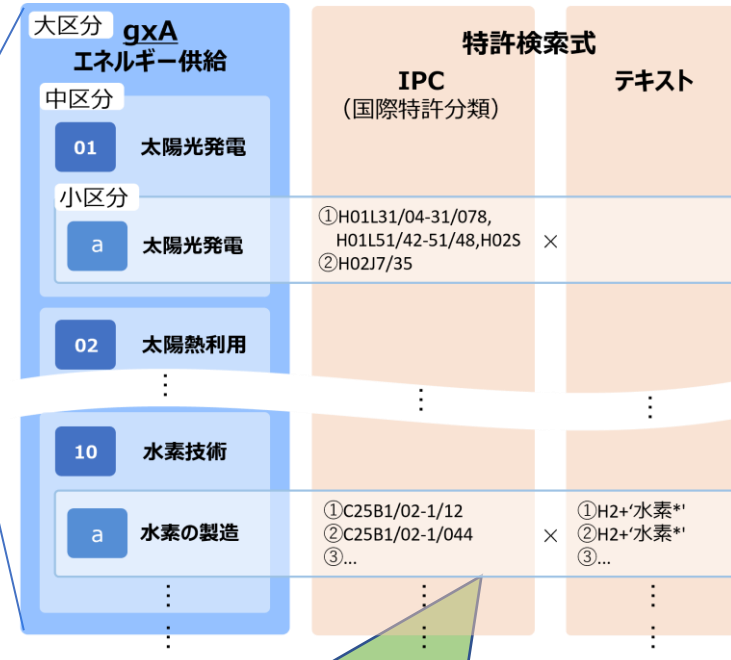 大区分
gxA
エネルギー供給
特許検索式
IPC
(国際特許分類)
テキスト
中区分
01 太陽光発電
小区分
a 太陽光発電
①H01L31/04-31/078,
H01L51/42-51/48,H02S
②H02J7/35
×
02 太陽熱利用
⋮
⋮
⋮
10 水素技術
a 水素の製造
①C25B1/02-1/12
②C25B1/02-1/044
③...
×
①H2+‘水素*'
②H2+‘水素*'
③...
⋮
⋮
⋮
⋮
⋮
⋮